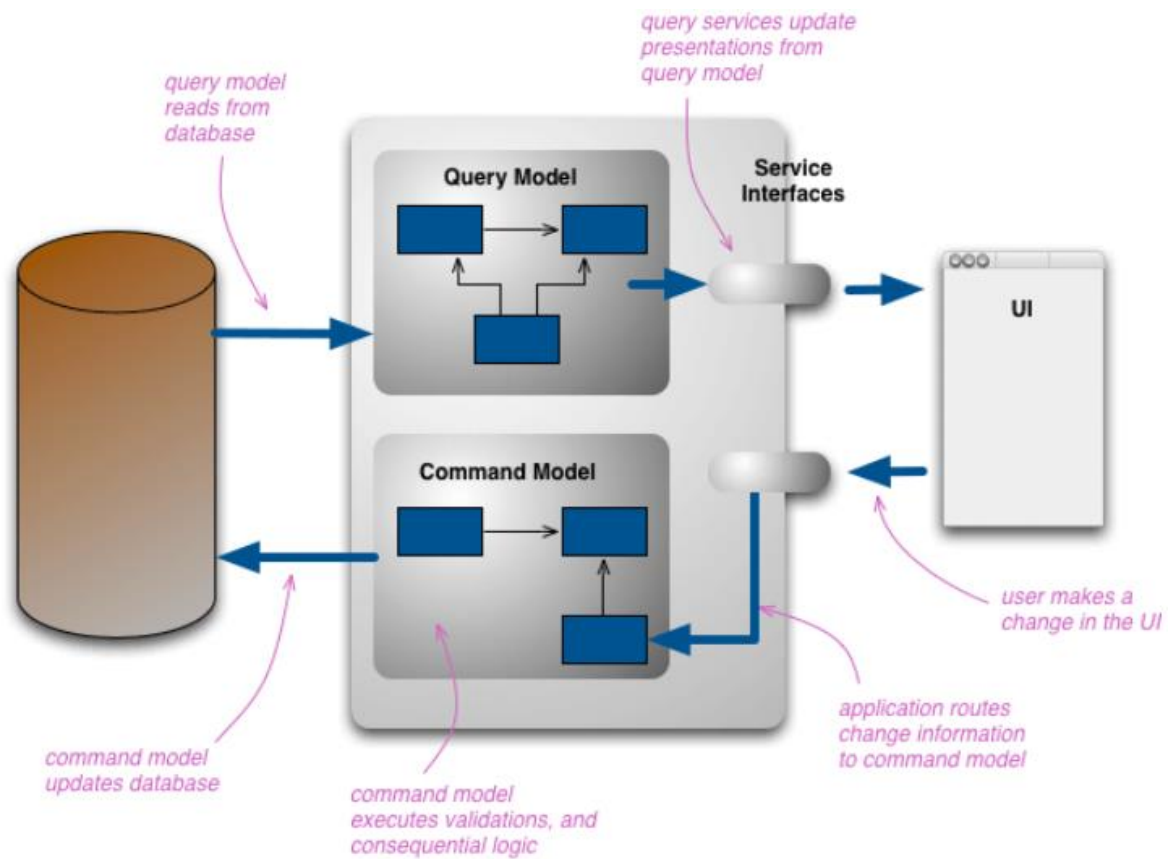 query services update
presentations from
query model
query model
reads from
database
Query Model
Service
Interfaces
UI
Command Model
user makes a
change in the UI
application routes
change information
to command model
command model
updates database
command model
executes validations, and
consequential logic